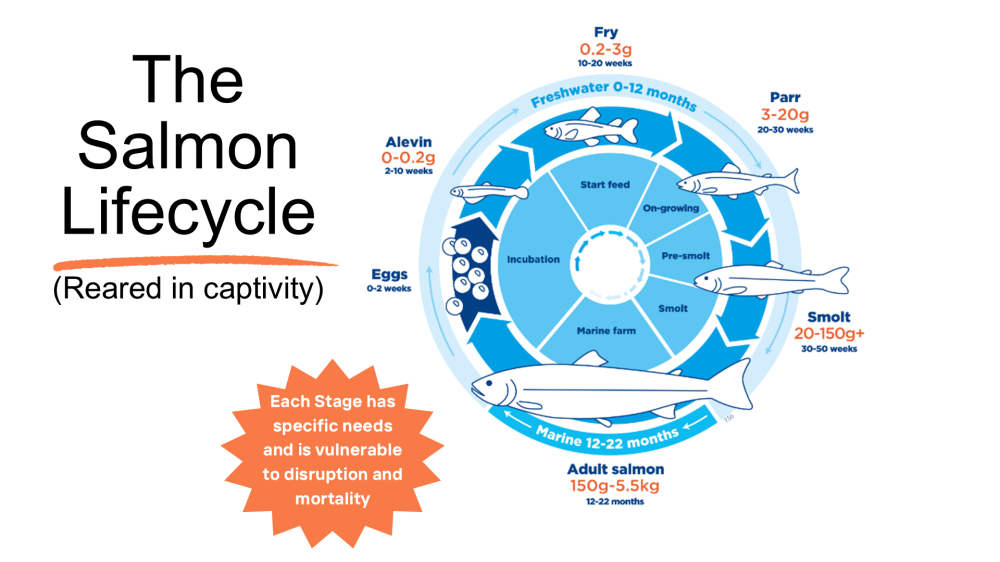 The
Salmon
Lifecycle
(Reared in captivity)
Each Stage has
specific needs
and is vulnerable
to disruption and
mortality
Fry
0.2-3g
10-20 weeks
Freshwater 0-12 months
Parr
3-20g
20-30 weeks
Alevin
0-0.2g
2-10 weeks
Eggs
0-2 weeks
Start feed
On-growing
Incubation
Pre-smolt
Smolt
Marine farm
Smolt
20-150g+
30-50 weeks
Marine 12-22 months
Adult salmon
150g-5.5kg
12-22 months